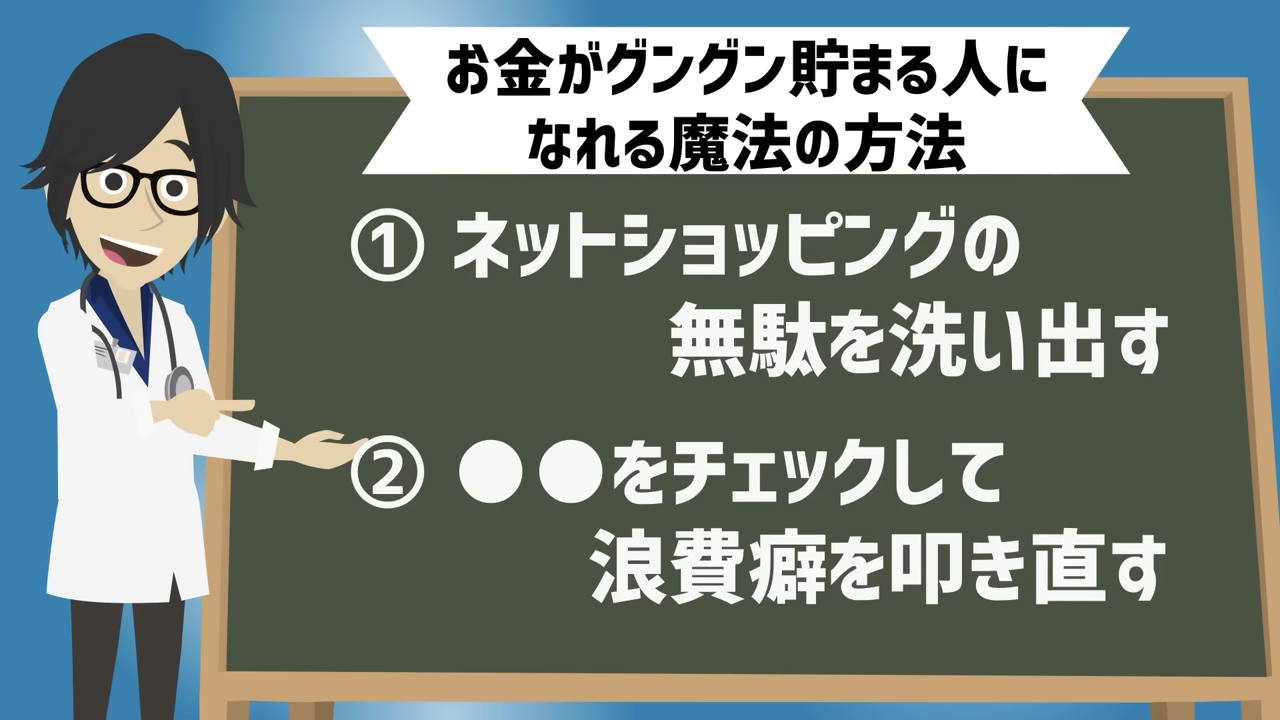 お金がグングン貯まる人に
なれる魔法の方法
① ネットショッピングの
無駄を洗い出す
② ●●をチェックして
浪費癖を叩き直す